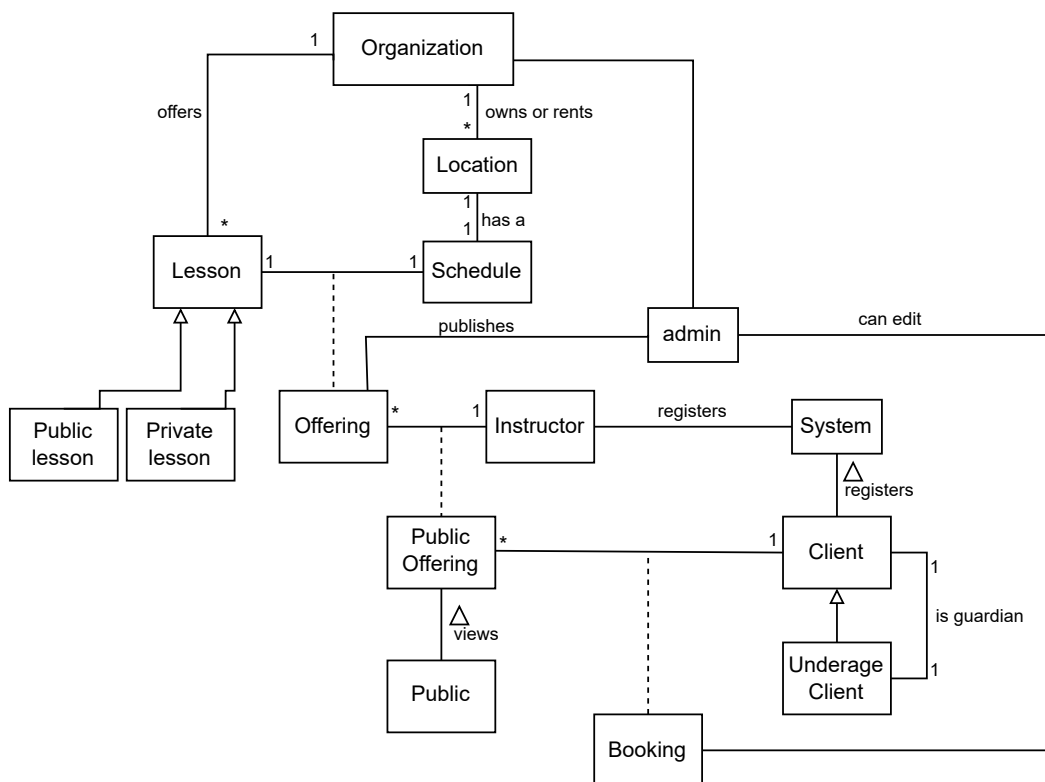 1
Organization
offers
1
owns or rents
*
Location
1
has a
1
*
Lesson
1
1
Schedule
publishes
admin
can edit
Public
lesson
Private
lesson
Offering
*
1
Instructor
registers
System
registers
Public
Offering
*
1
Client
1
is guardian
views
Public
Underage
Client
1
Booking